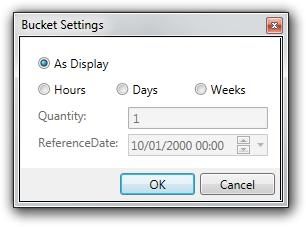 Bucket Settings
As Display
Hours Days Weeks
Quantity: 1
ReferenceDate: 10/01/2000 00:00
OK Cancel